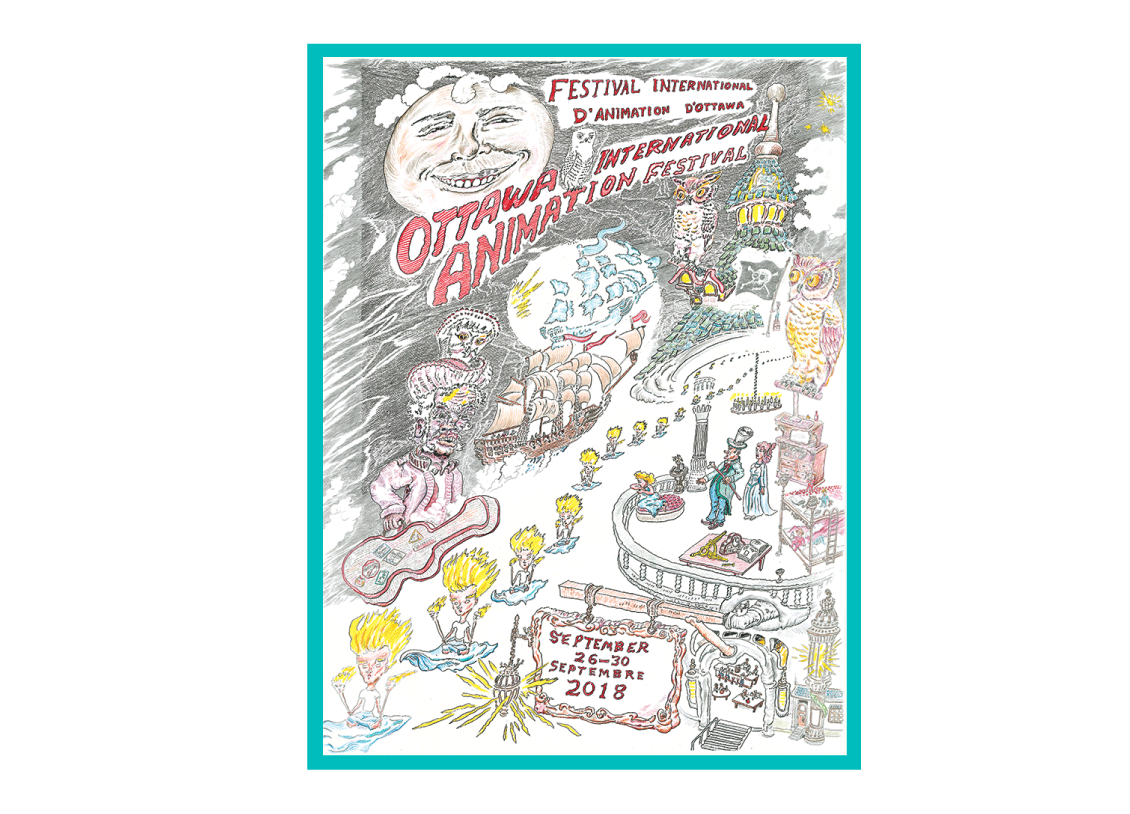 FESTIVAL INTERNATIONAL
D'ANIMATION D'OTTAWA
OTTAWA INTERNATIONAL
ANIMATION FESTIVAL
SEPTEMBER
26-30
SEPTEMBRE
2018